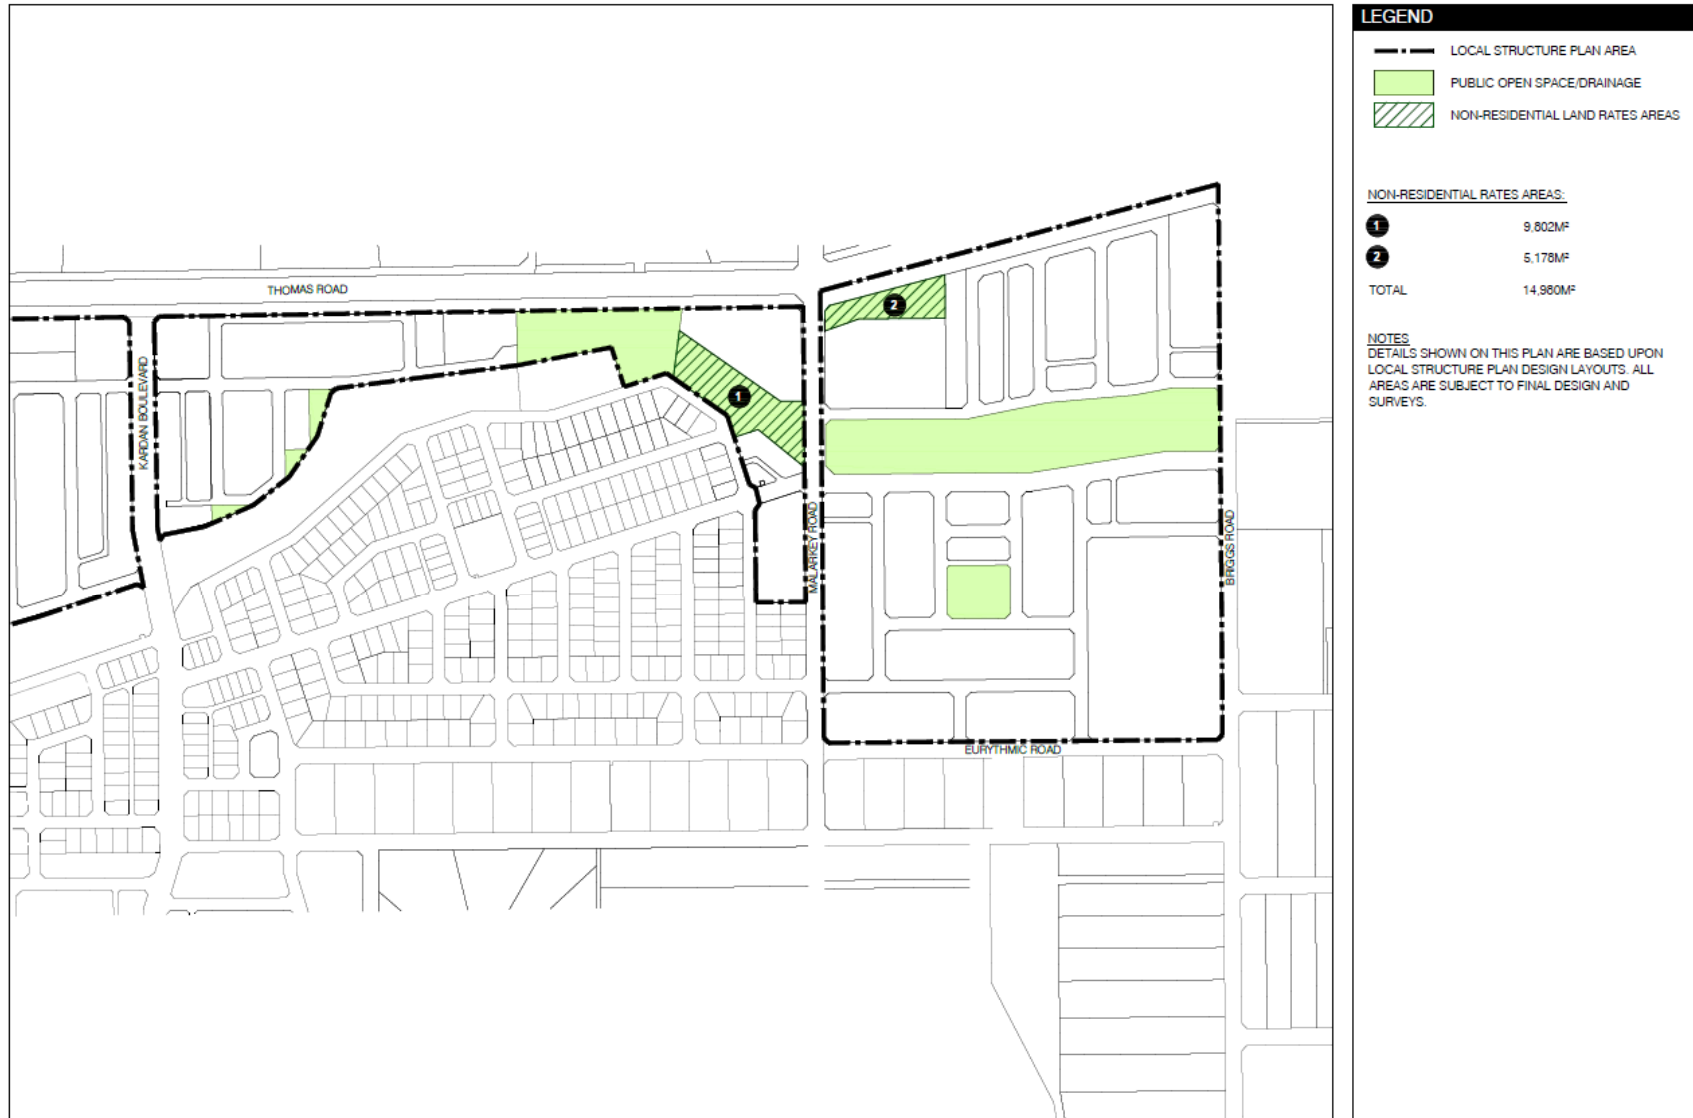 LEGEND
LOCAL STRUCTURE PLAN AREA
PUBLIC OPEN SPACE/DRAINAGE
NON-RESIDENTIAL LAND RATES AREAS
NON-RESIDENTIAL RATES AREAS:
1 9,802M²
2 5,178M²
TOTAL 14,980M²
NOTES
DETAILS SHOWN ON THIS PLAN ARE BASED UPON
LOCAL STRUCTURE PLAN DESIGN LAYOUTS. ALL
AREAS ARE SUBJECT TO FINAL DESIGN AND
SURVEYS.
THOMAS ROAD
KARDAN BOULEVARD
1
2
MALARKEY ROAD
BRIGGS ROAD
EURYTHMIC ROAD